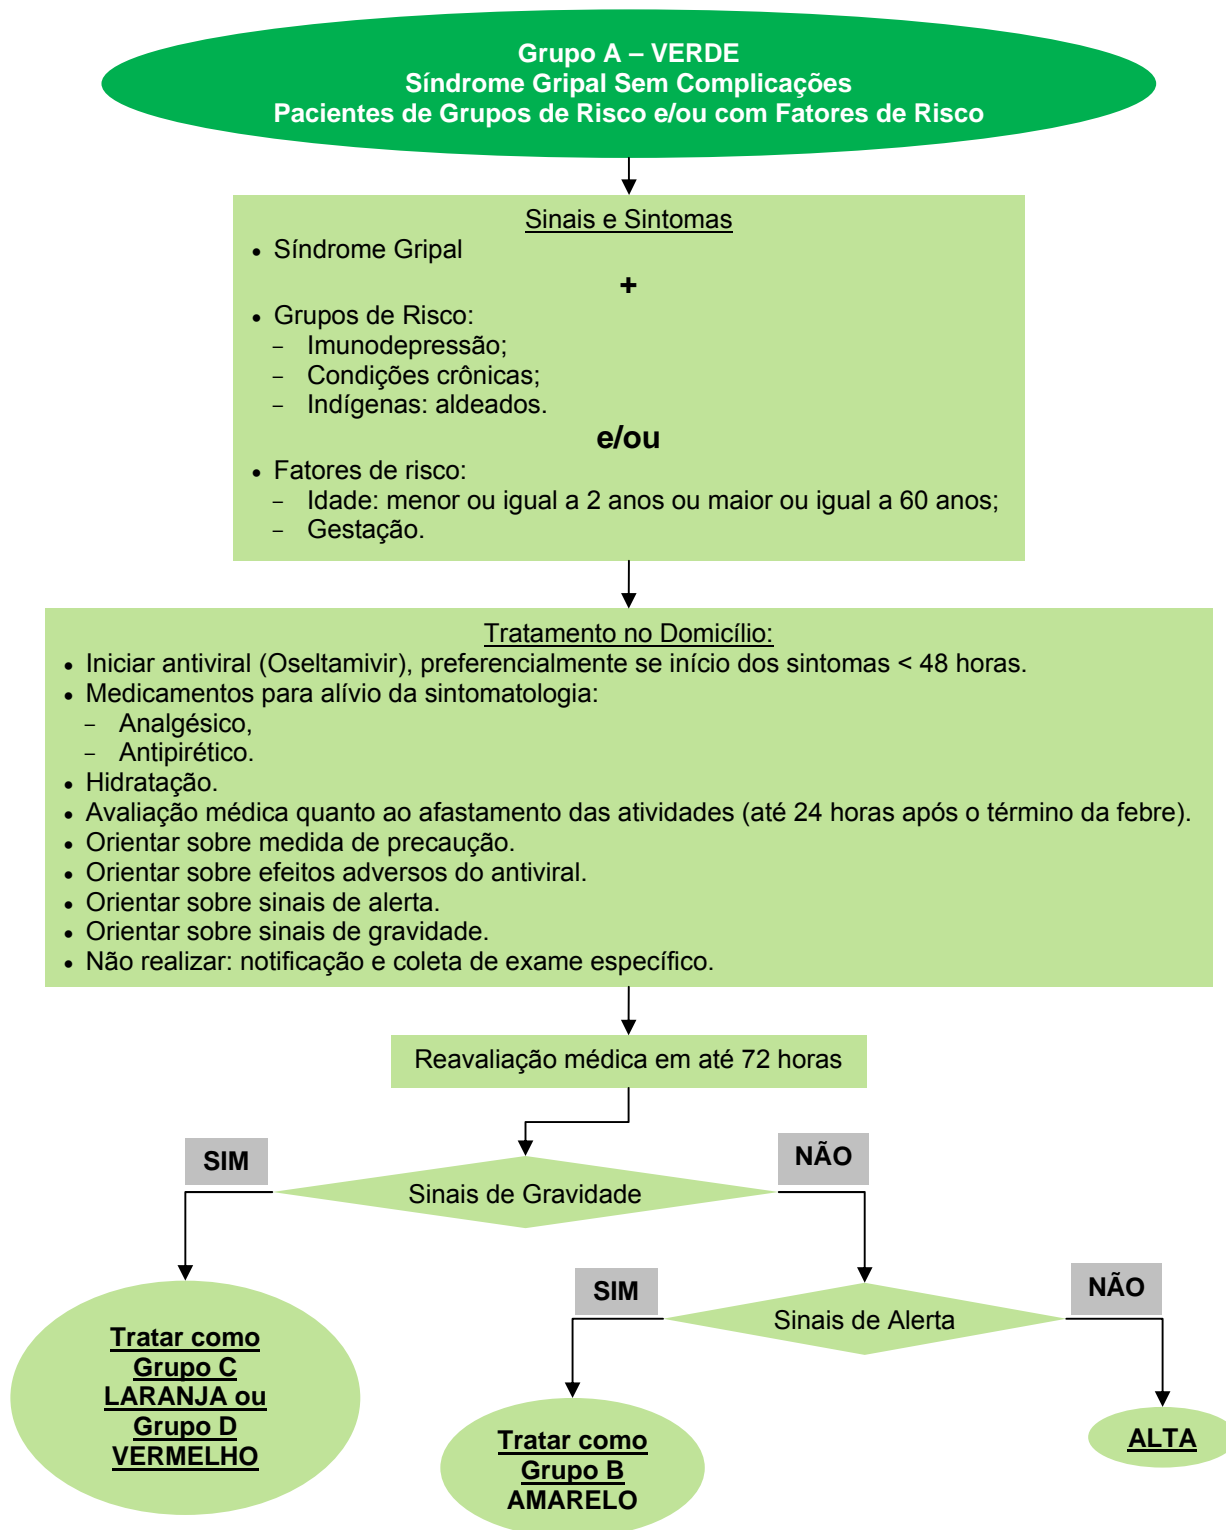 Grupo A – VERDE
Síndrome Gripal Sem Complicações
Pacientes de Grupos de Risco e/ou com Fatores de Risco
Sinais e Sintomas
• Síndrome Gripal
+
• Grupos de Risco:
− Imunodepressão;
− Condições crônicas;
− Indígenas: aldeados.
e/ou
• Fatores de risco:
− Idade: menor ou igual a 2 anos ou maior ou igual a 60 anos;
− Gestação.
Tratamento no Domicílio:
• Iniciar antiviral (Oseltamivir), preferencialmente se início dos sintomas < 48 horas.
• Medicamentos para alívio da sintomatologia:
− Analgésico,
− Antipirético.
• Hidratação.
• Avaliação médica quanto ao afastamento das atividades (até 24 horas após o término da febre).
• Orientar sobre medida de precaução.
• Orientar sobre efeitos adversos do antiviral.
• Orientar sobre sinais de alerta.
• Orientar sobre sinais de gravidade.
• Não realizar: notificação e coleta de exame específico.
Reavaliação médica em até 72 horas
SIM
NÃO
Sinais de Gravidade
SIM
NÃO
Sinais de Alerta
Tratar como
Grupo C
LARANJA ou
Grupo D
VERMELHO
Tratar como
Grupo B
AMARELO
ALTA